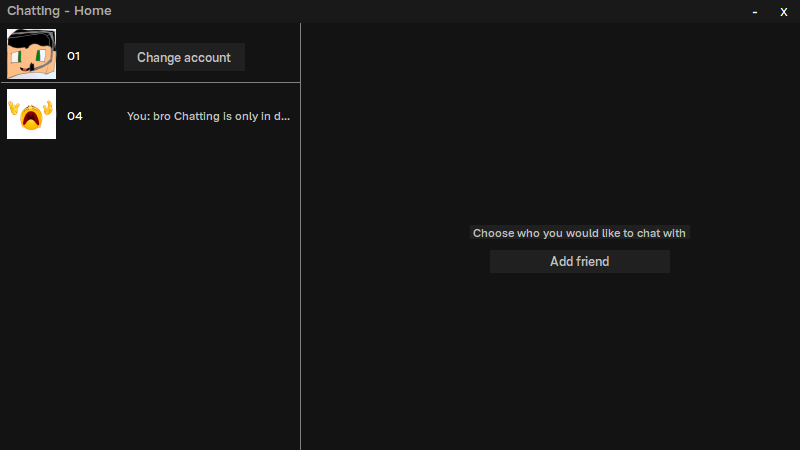 Chatting - Home
- X
01
Change account
04
You: bro Chatting is only in d...
Choose who you would like to chat with
Add friend